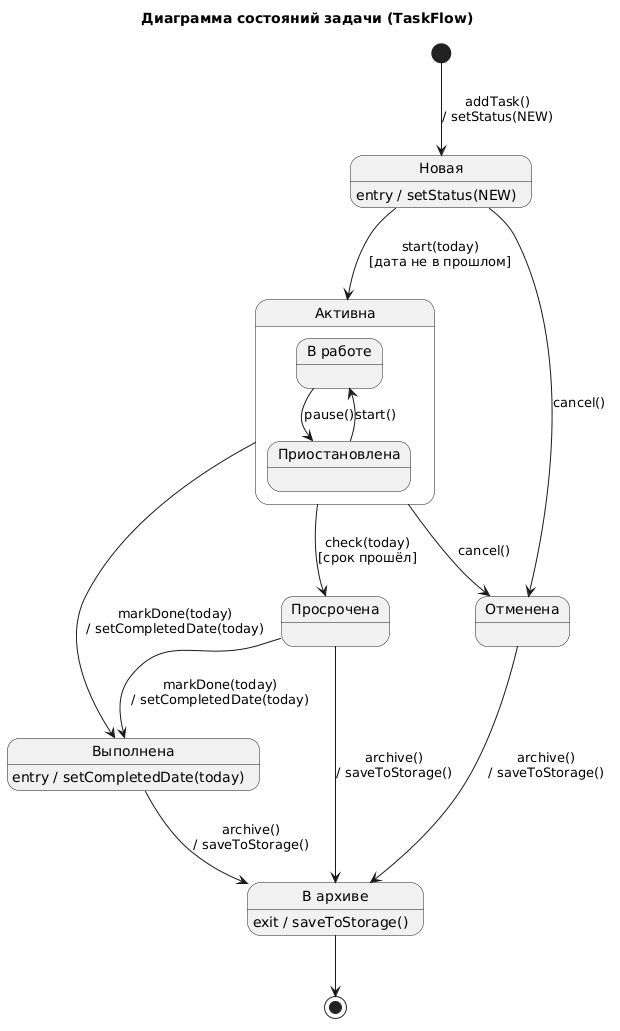 Диаграмма состояний задачи (TaskFlow)
addTask()
/ setStatus(NEW)
Новая
entry / setStatus(NEW)
start(today)
[дата не в прошлом]
Активна
В работе
cancel()
pause()
start()
Приостановлена
check(today)
[срок прошёл]
cancel()
Просрочена
Отменена
markDone(today)
/ setCompletedDate(today)
markDone(today)
/ setCompletedDate(today)
Выполнена
entry / setCompletedDate(today)
archive()
/ saveToStorage()
archive()
/ saveToStorage()
archive()
/ saveToStorage()
В архиве
exit / saveToStorage()